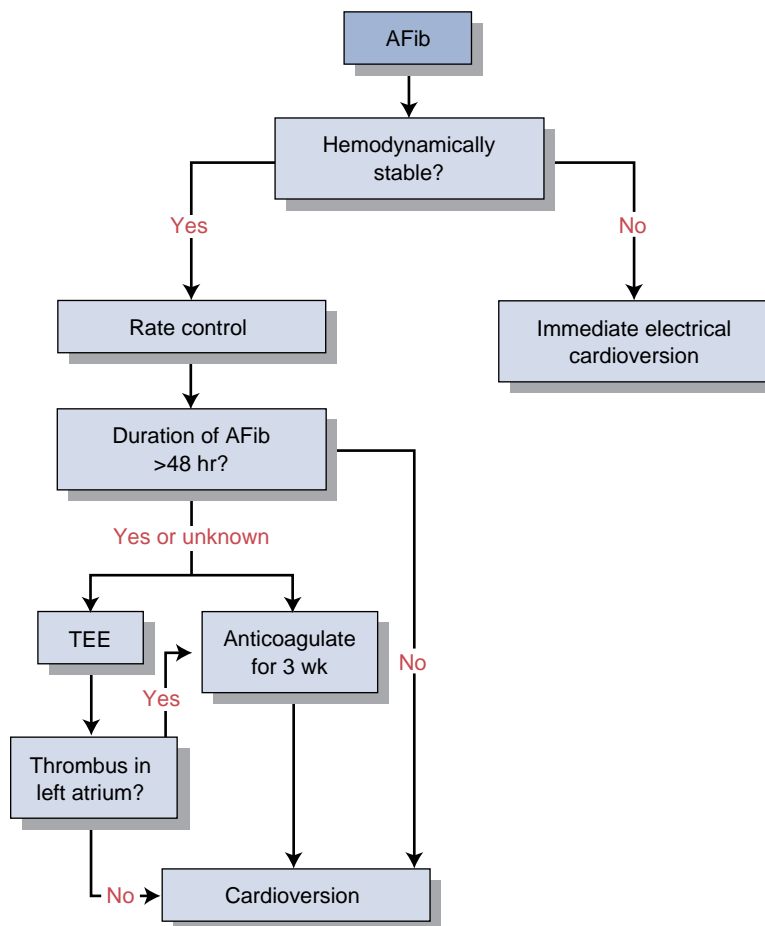 AFib
Hemodynamically
stable?
Yes
No
Rate control
Immediate electrical
cardioversion
Duration of AFib
>48 hr?
Yes or unknown
TEE
Anticoagulate
for 3 wk
No
Yes
Thrombus in
left atrium?
No
Cardioversion